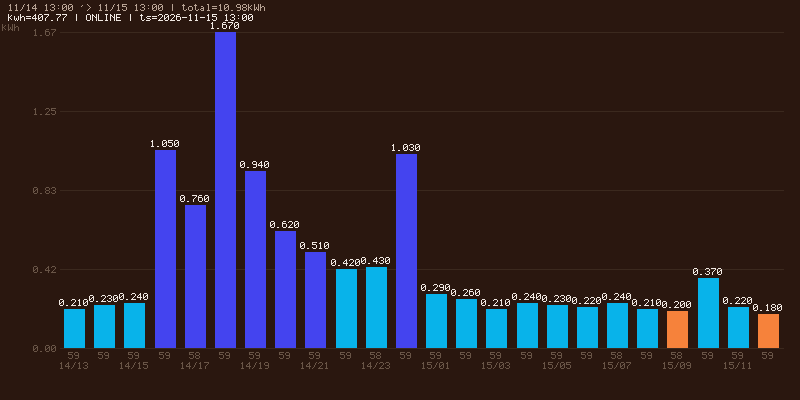 11/14 13:00 -> 11/15 13:00 | total=10.98kWh
Kwh=407.77 | ONLINE | ts=2026-11-15 13:00
kWh
1.67
1.25
0.83
0.42
0.00
0.210 0.230 0.240 1.050 0.760 1.670 0.940 0.620 0.510 0.420 0.430 1.030 0.290 0.260 0.210 0.240 0.230 0.220 0.240 0.210 0.200 0.370 0.220 0.180
59 59 59 59 58 59 59 59 59 59 58 59 59 59 59 59 59 59 58 59 58 59 59 59
14/13 14/15 14/17 14/19 14/21 14/23 15/01 15/03 15/05 15/07 15/09 15/11